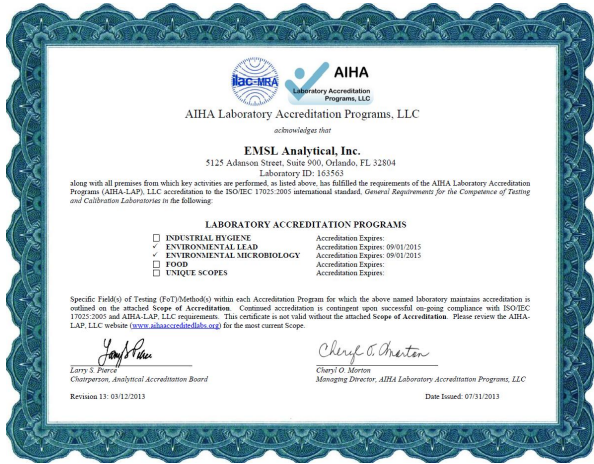 ilac-MRA
AIHA
Laboratory Accreditation
Programs, LLC
AIHA Laboratory Accreditation Programs, LLC
acknowledges that
EMSL Analytical, Inc.
5125 Adanson Street, Suite 900, Orlando, FL 32804
Laboratory ID: 163563
along with all premises from which key activities are performed, as listed above, has fulfilled the requirements of the AIHA Laboratory Accreditation
Programs (AIHA-LAP), LLC accreditation to the ISO/IEC 17025:2005 international standard, General Requirements for the Competence of Testing
and Calibration Laboratories in the following:
LABORATORY ACCREDITATION PROGRAMS
INDUSTRIAL HYGIENE Accreditation Expires:
✓ ENVIRONMENTAL LEAD Accreditation Expires: 09/01/2015
✓ ENVIRONMENTAL MICROBIOLOGY Accreditation Expires: 09/01/2015
FOOD Accreditation Expires:
UNIQUE SCOPES Accreditation Expires:
Specific Field(s) of Testing (FoT)/Method(s) within each Accreditation Program for which the above named laboratory maintains accreditation is
outlined on the attached Scope of Accreditation. Continued accreditation is contingent upon successful on-going compliance with ISO/IEC
17025:2005 and AIHA-LAP, LLC requirements. This certificate is not valid without the attached Scope of Accreditation. Please review the AIHA-
LAP, LLC website (www.aihaaccreditedlabs.org) for the most current Scope.
Larry S Pierce Cheryl O. Morton
Larry S. Pierce Cheryl O. Morton
Chairperson, Analytical Accreditation Board Managing Director, AIHA Laboratory Accreditation Programs, LLC
Revision 13: 03/12/2013 Date Issued: 07/31/2013